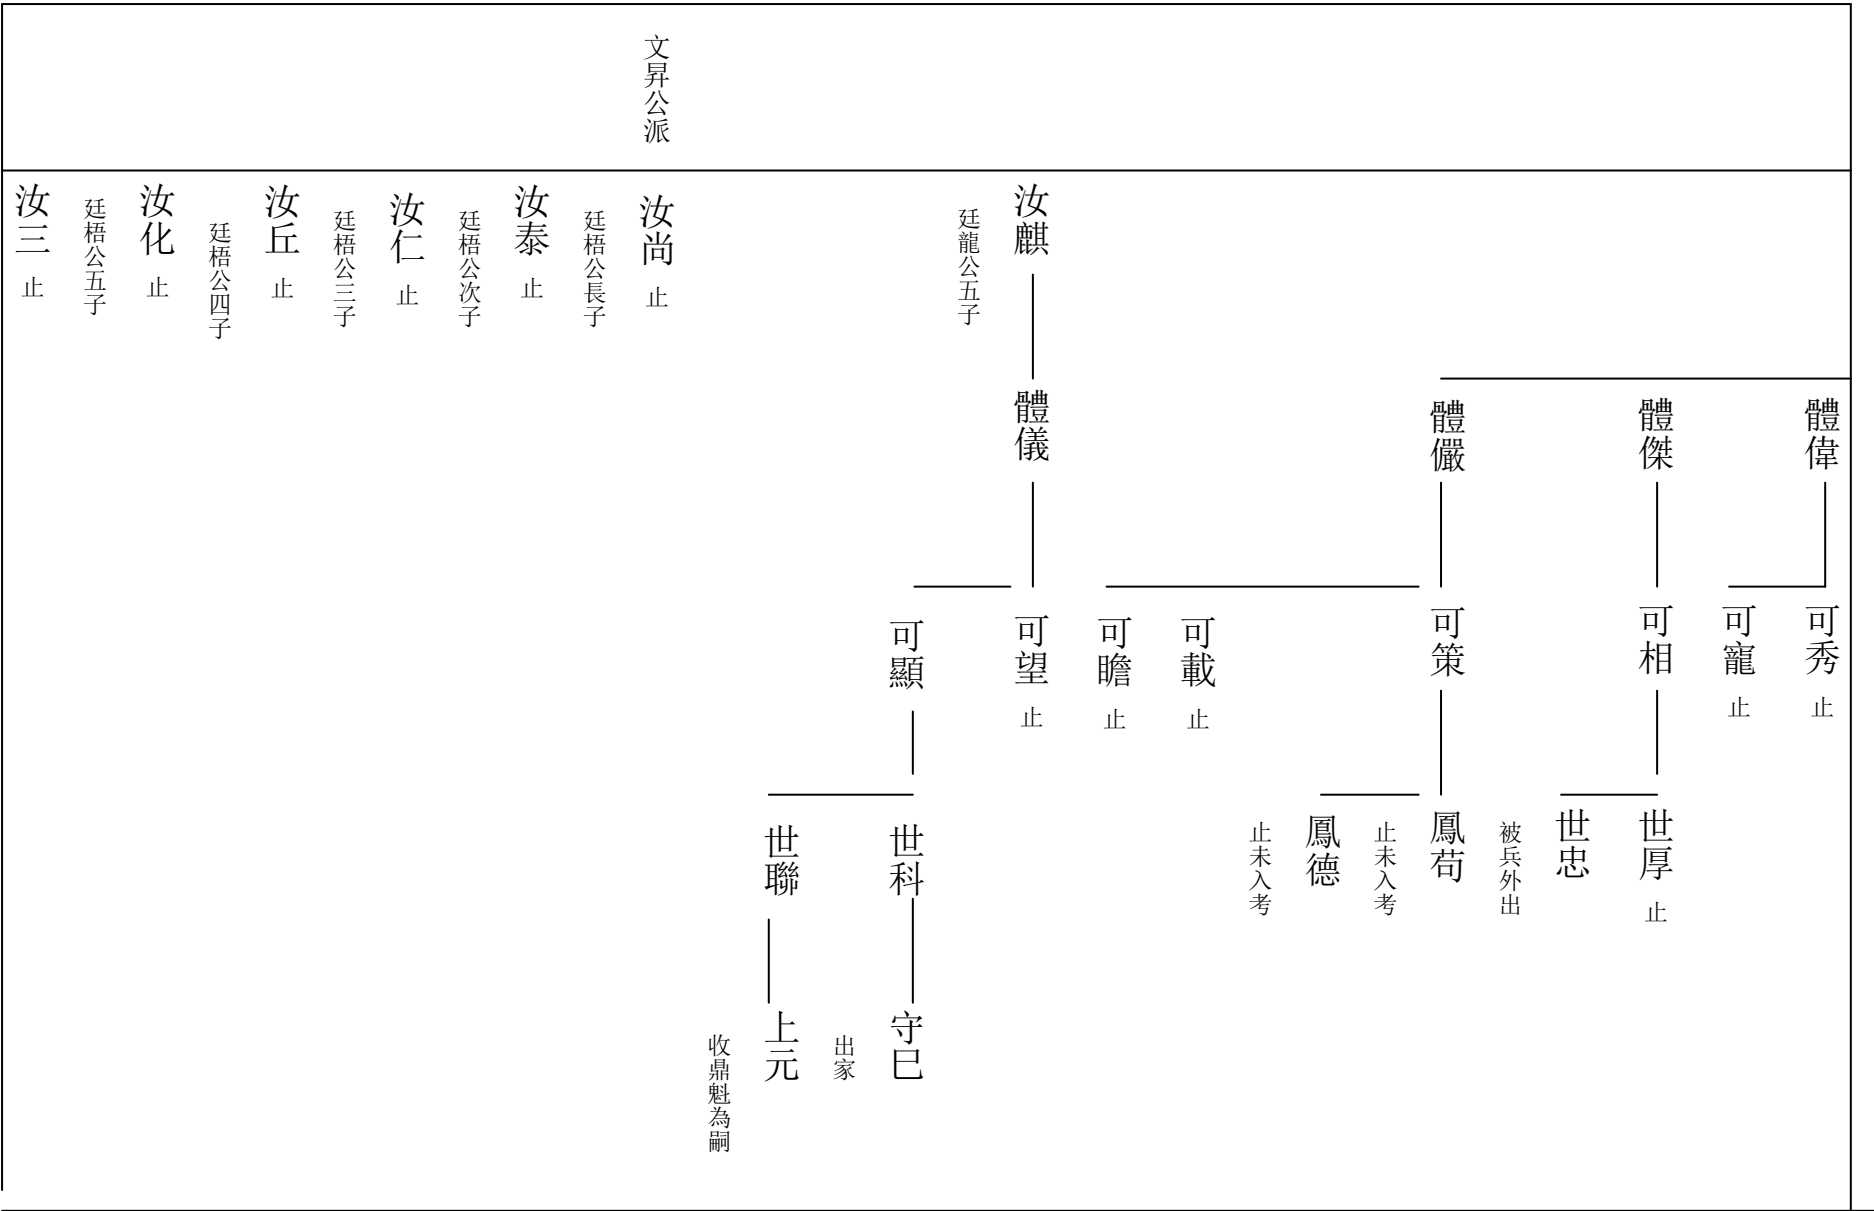 文昇公派
汝麒
廷龍公五子
汝尚 止
廷梧公長子
汝泰 止
廷梧公次子
汝仁 止
廷梧公三子
汝丘 止
廷梧公四子
汝化 止
廷梧公五子
汝三 止
體偉
體傑
體儼
體儀
可秀 止
可寵 止
可相
可策
可載 止
可瞻 止
可望 止
可顯
世厚 止
世忠
被兵外出
鳳苟
止未入考
鳳德
止未入考
世科
世聯
守巳
出家
上元
收鼎魁為嗣